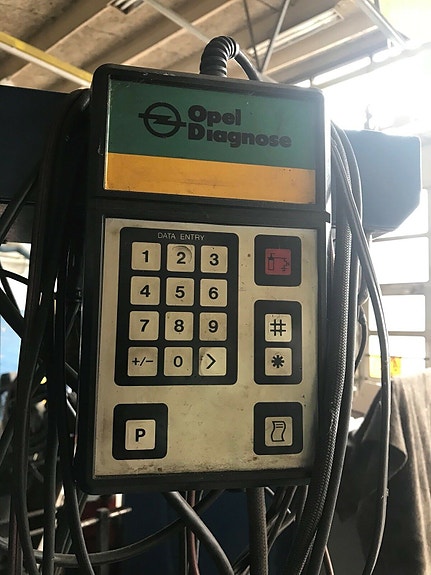 Opel
Diagnose
DATA ENTRY
1 2 3
4 5 6
7 8 9
+/− 0 >
#
*
P